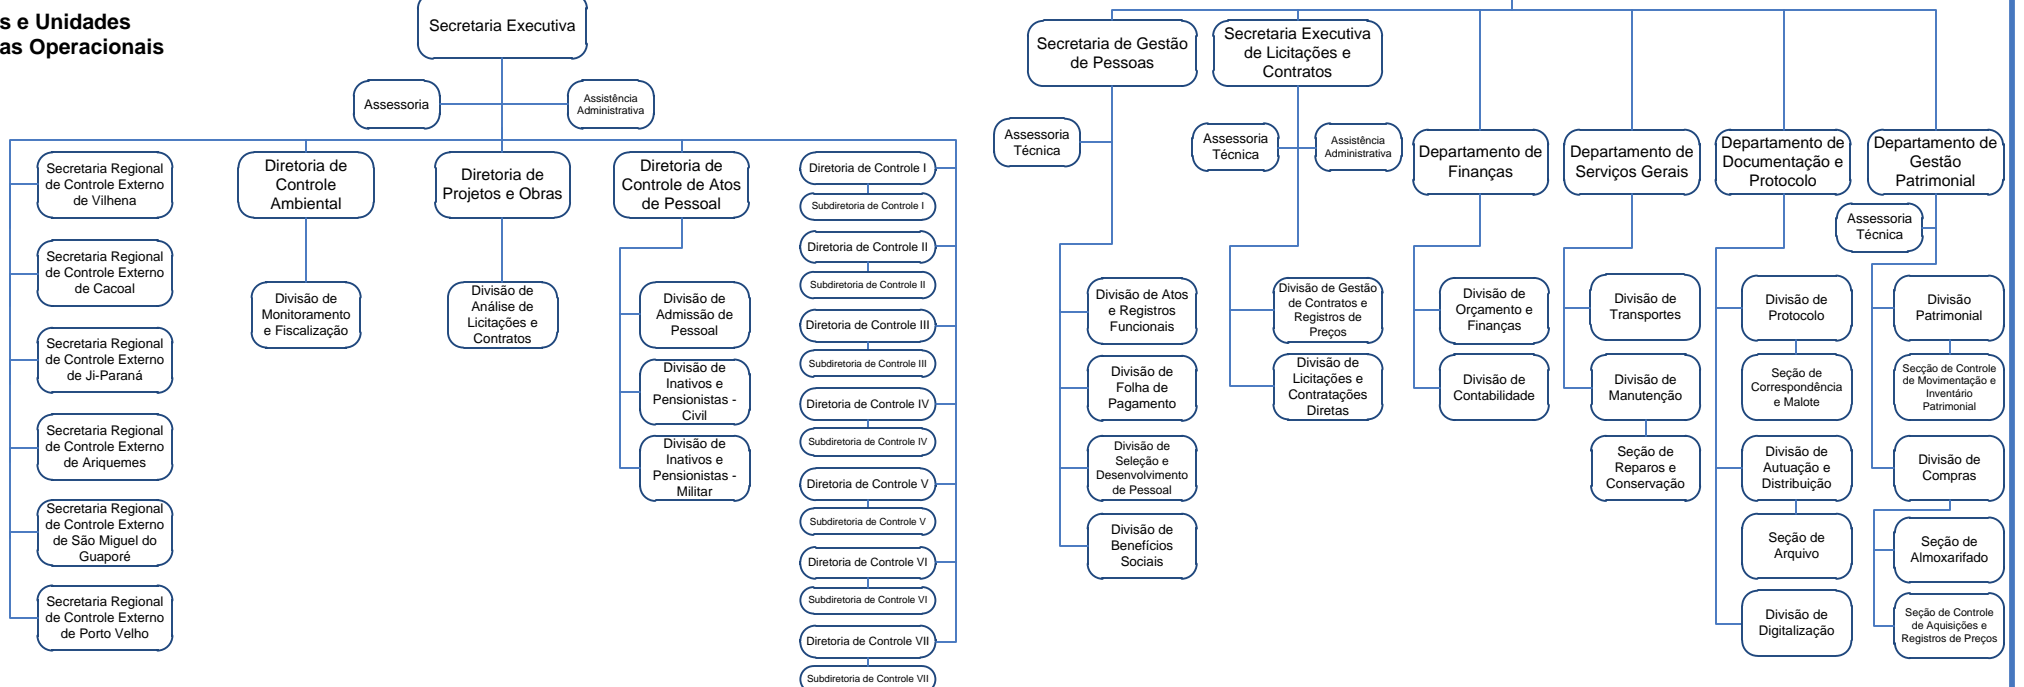 s e Unidades
as Operacionais
Secretaria Executiva
Assessoria
Assistência
Administrativa
Secretaria Regional
de Controle Externo
de Vilhena
Secretaria Regional
de Controle Externo
de Cacoal
Secretaria Regional
de Controle Externo
de Ji-Paraná
Secretaria Regional
de Controle Externo
de Ariquemes
Secretaria Regional
de Controle Externo
de São Miguel do
Guaporé
Secretaria Regional
de Controle Externo
de Porto Velho
Diretoria de
Controle
Ambiental
Divisão de
Monitoramento
e Fiscalização
Diretoria de
Projetos e Obras
Divisão de
Análise de
Licitações e
Contratos
Diretoria de
Controle de Atos
de Pessoal
Divisão de
Admissão de
Pessoal
Divisão de
Inativos e
Pensionistas -
Civil
Divisão de
Inativos e
Pensionistas -
Militar
Diretoria de Controle I
Subdiretoria de Controle I
Diretoria de Controle II
Subdiretoria de Controle II
Diretoria de Controle III
Subdiretoria de Controle III
Diretoria de Controle IV
Subdiretoria de Controle IV
Diretoria de Controle V
Subdiretoria de Controle V
Diretoria de Controle VI
Subdiretoria de Controle VI
Diretoria de Controle VII
Subdiretoria de Controle VII
Secretaria de Gestão
de Pessoas
Assessoria
Técnica
Divisão de Atos
e Registros
Funcionais
Divisão de
Folha de
Pagamento
Divisão de
Seleção e
Desenvolvimento
de Pessoal
Divisão de
Benefícios
Sociais
Secretaria Executiva
de Licitações e
Contratos
Assessoria
Técnica
Assistência
Administrativa
Divisão de Gestão
de Contratos e
Registros de
Preços
Divisão de
Licitações e
Contratações
Diretas
Departamento de
Finanças
Divisão de
Orçamento e
Finanças
Divisão de
Contabilidade
Departamento de
Serviços Gerais
Divisão de
Transportes
Divisão de
Manutenção
Seção de
Reparos e
Conservação
Departamento de
Documentação e
Protocolo
Divisão de
Protocolo
Seção de
Correspondência
e Malote
Divisão de
Autuação e
Distribuição
Seção de
Arquivo
Divisão de
Digitalização
Departamento de
Gestão
Patrimonial
Assessoria
Técnica
Divisão
Patrimonial
Secção de Controle
de Movimentação e
Inventário
Patrimonial
Divisão de
Compras
Seção de
Almoxarifado
Seção de Controle
de Aquisições e
Registros de Preços